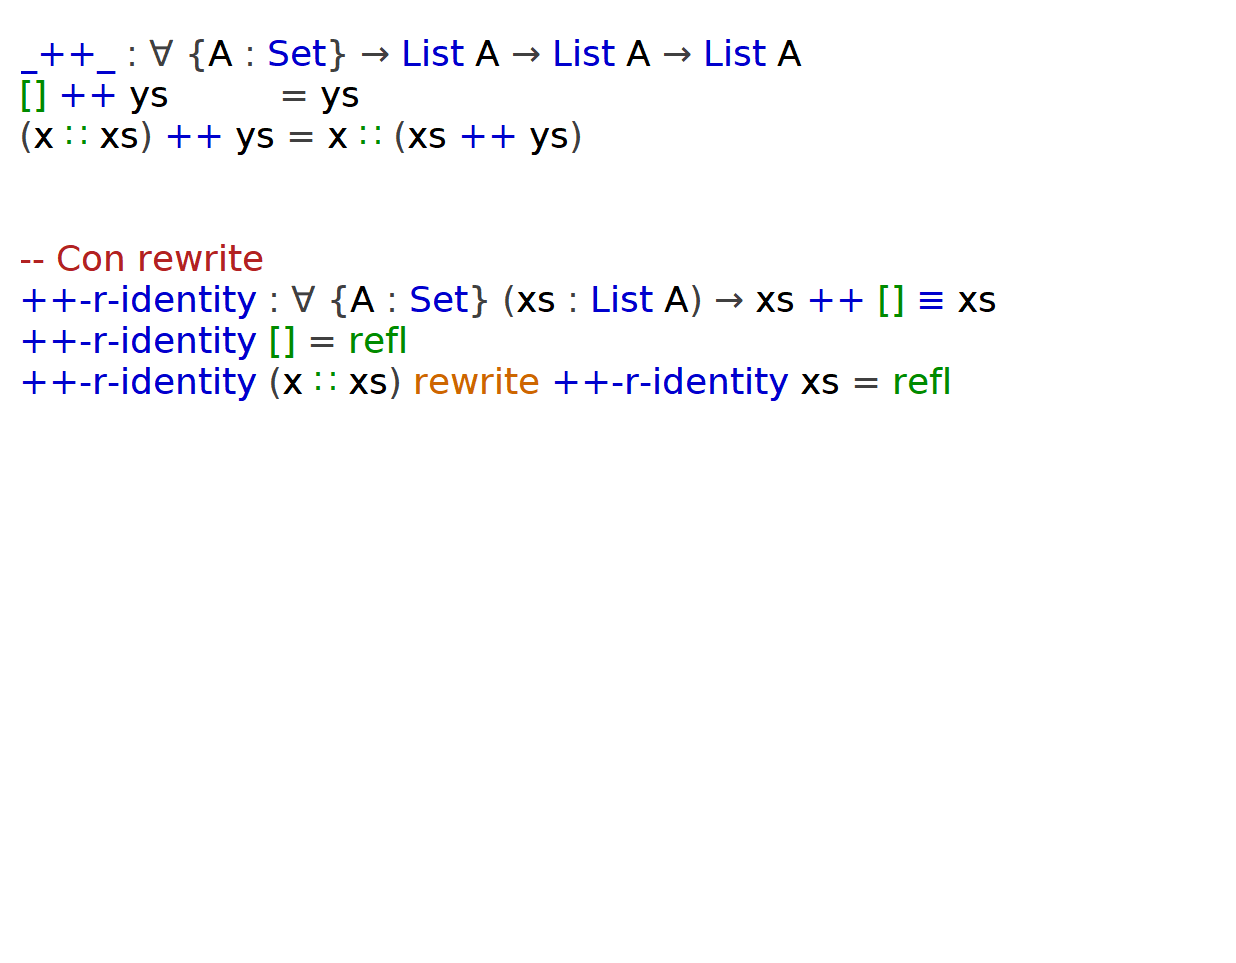 _++_ : ∀ {A : Set} → List A → List A → List A
[] ++ ys          = ys
(x ∷ xs) ++ ys = x ∷ (xs ++ ys)
-- Con rewrite
++-r-identity : ∀ {A : Set} (xs : List A) → xs ++ [] ≡ xs
++-r-identity [] = refl
++-r-identity (x ∷ xs) rewrite ++-r-identity xs = refl